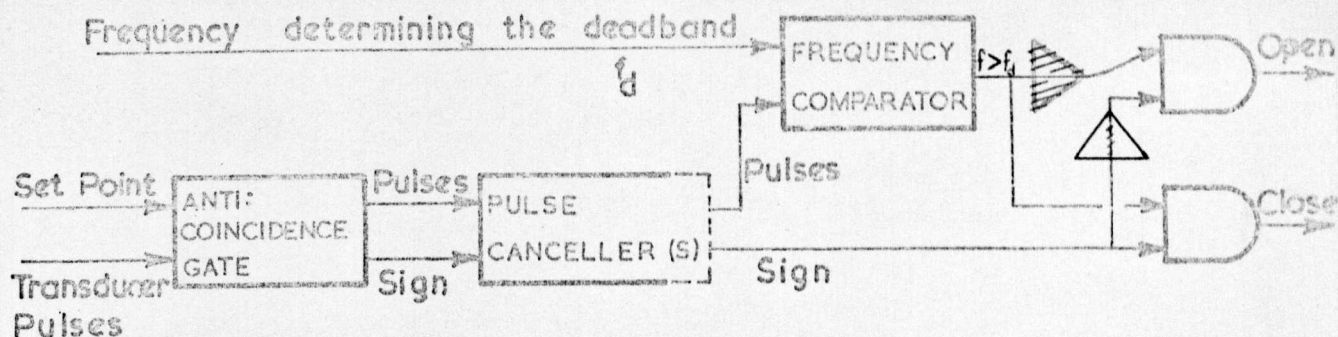 Frequency determining the deadband
fd
FREQUENCY
COMPARATOR
f>fd
Open
Set Point
ANTI:
COINCIDENCE
GATE
Pulses
Sign
PULSE
CANCELLER (S)
Pulses
Sign
Close
Transducer
Pulses